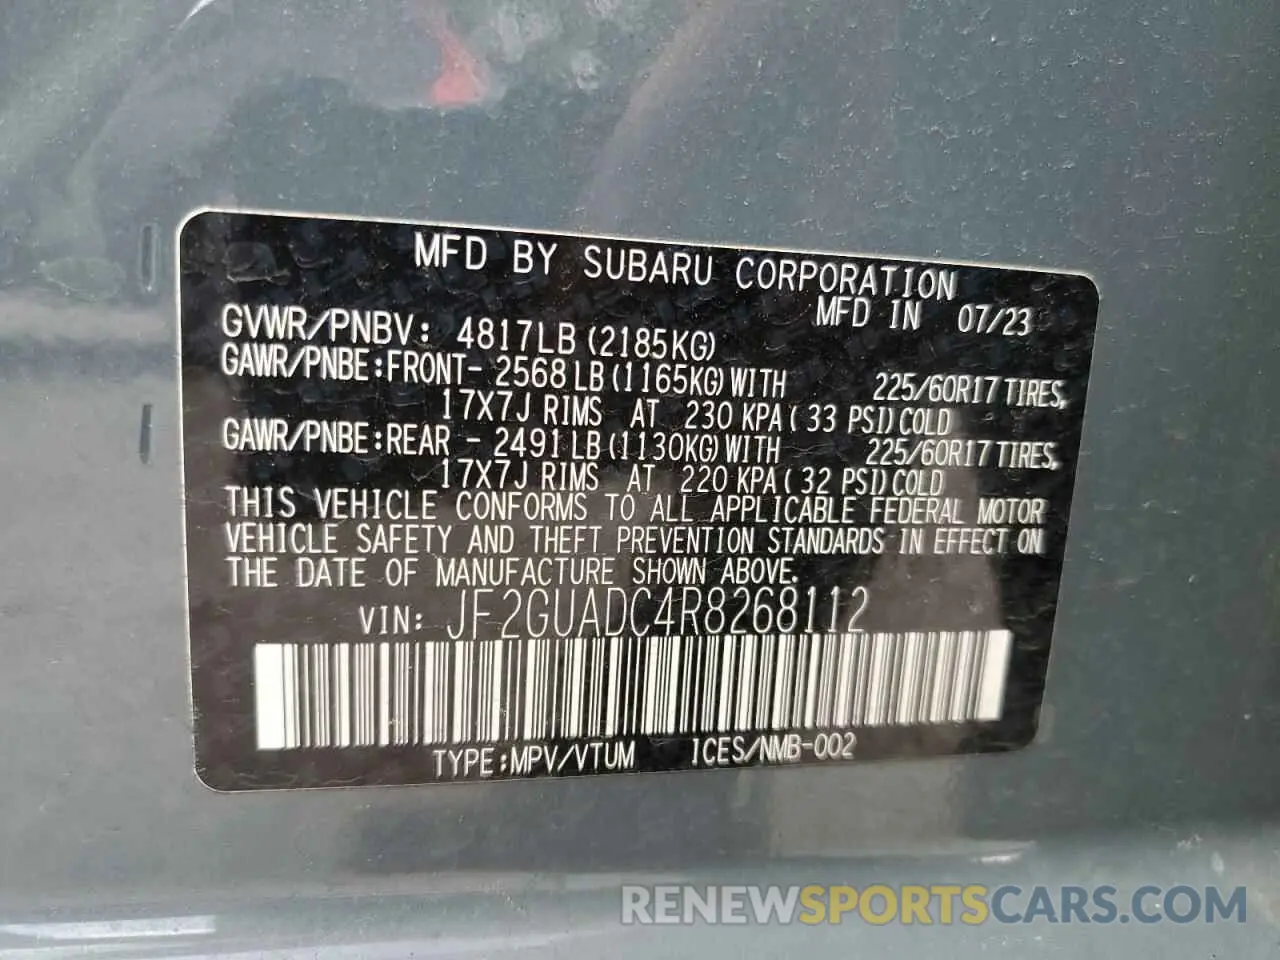 MFD BY SUBARU CORPORATION
MFD IN 07/23
GVWR/PNBV: 4817LB (2185KG)
GAWR/PNBE:FRONT- 2568 LB (1165KG) WITH 225/60R17 TIRES,
17X7J RIMS AT 230 KPA ( 33 PSI) COLD
GAWR/PNBE:REAR - 2491 LB (1130KG) WITH 225/60R17 TIRES,
17X7J RIMS AT 220 KPA ( 32 PSI) COLD
THIS VEHICLE CONFORMS TO ALL APPLICABLE FEDERAL MOTOR
VEHICLE SAFETY AND THEFT PREVENTION STANDARDS IN EFFECT ON
THE DATE OF MANUFACTURE SHOWN ABOVE.
VIN: JF2GUADC4R8268112
TYPE:MPV/VTUM ICES/NMB-002
RENEWSPORTSCARS.COM